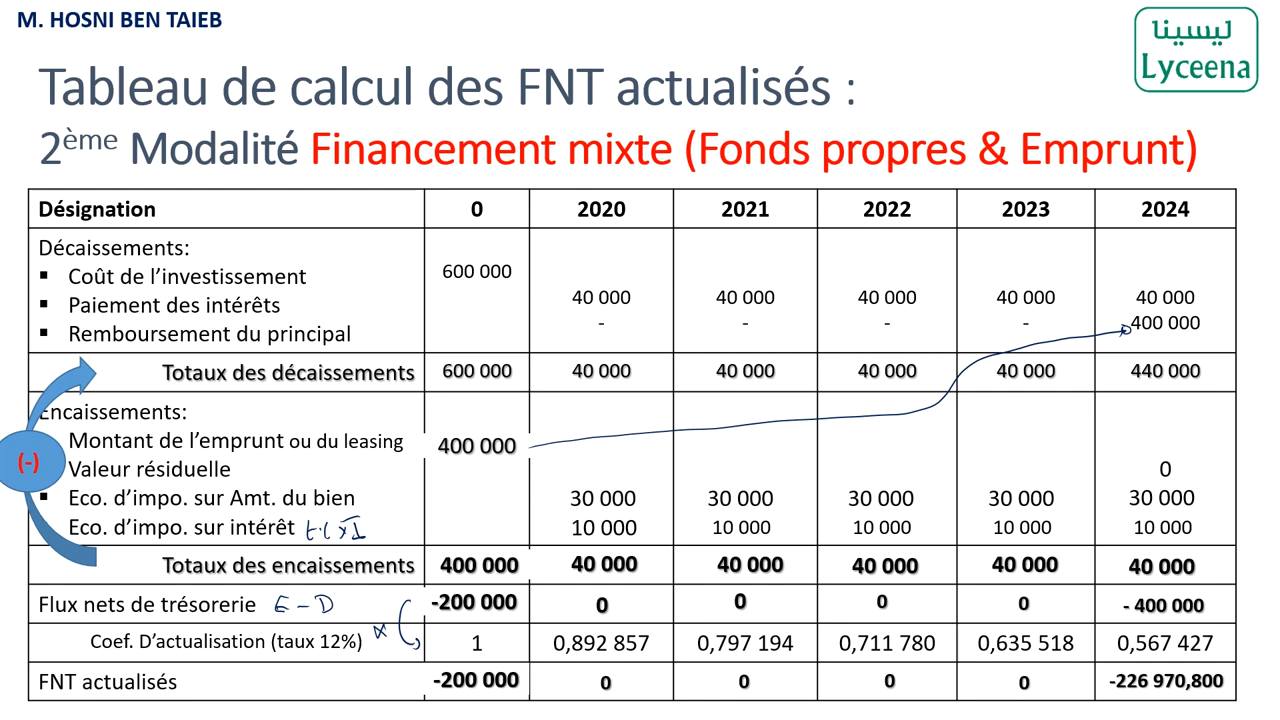 M. HOSNI BEN TAIEB
ليسينا
Lyceena
Tableau de calcul des FNT actualisés :
2ème Modalité Financement mixte (Fonds propres & Emprunt)
Désignation 0 2020 2021 2022 2023 2024
Décaissements:
▪ Coût de l’investissement 600 000
▪ Paiement des intérêts 40 000 40 000 40 000 40 000 40 000
▪ Remboursement du principal - - - - 400 000
Totaux des décaissements 600 000 40 000 40 000 40 000 40 000 440 000
Encaissements:
Montant de l’emprunt ou du leasing 400 000
(-)
Valeur résiduelle 0
▪ Eco. d’impo. sur Amt. du bien 30 000 30 000 30 000 30 000 30 000
Eco. d’impo. sur intérêt t.( x I 10 000 10 000 10 000 10 000 10 000
Totaux des encaissements 400 000 40 000 40 000 40 000 40 000 40 000
Flux nets de trésorerie E - D -200 000 0 0 0 0 - 400 000
Coef. D’actualisation (taux 12%) x 1 0,892 857 0,797 194 0,711 780 0,635 518 0,567 427
FNT actualisés -200 000 0 0 0 0 -226 970,800